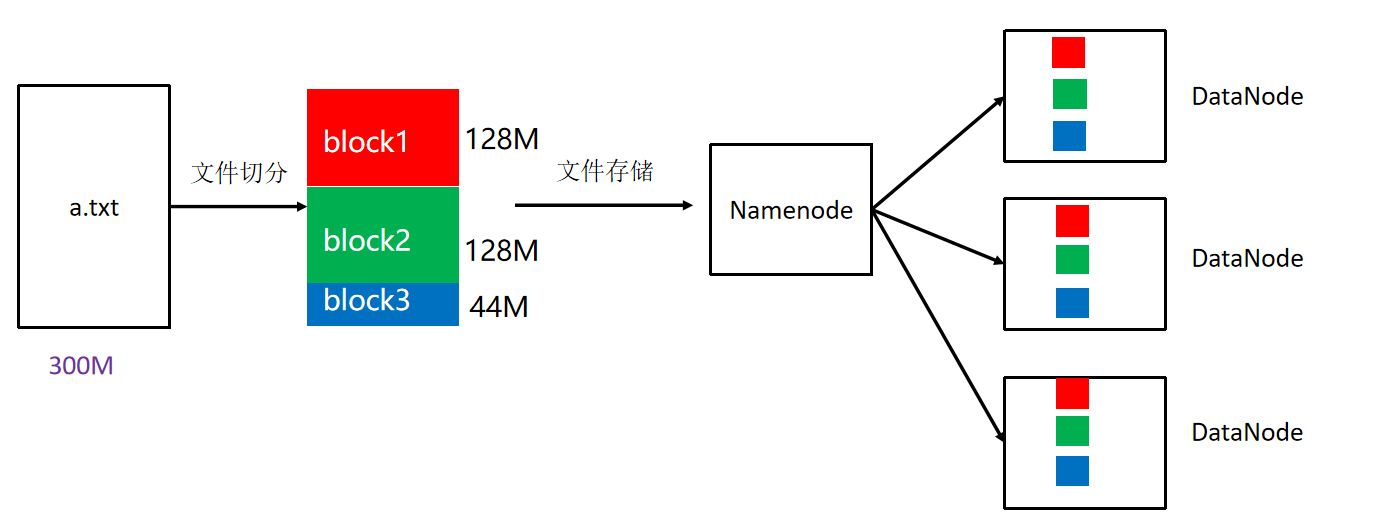 a.txt
300M
文件切分
block1
128M
block2
128M
block3
44M
文件存储
Namenode
DataNode
DataNode
DataNode